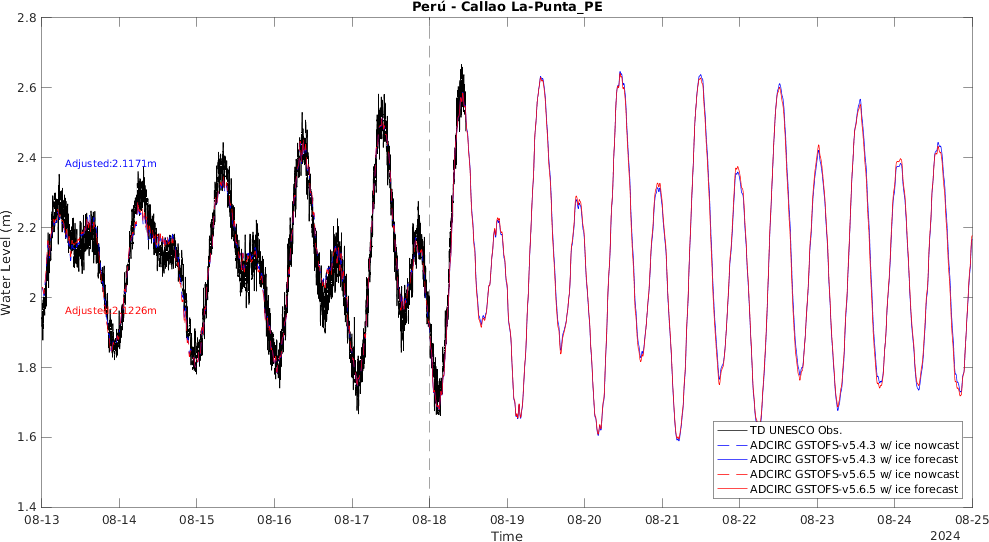 Perú - Callao La-Punta_PE
2.8
2.6
2.4
2.2
2
1.8
1.6
1.4
Water Level (m)
Adjusted:2.1171m
Adjusted:2.1226m
TD UNESCO Obs.
ADCIRC GSTOFS-v5.4.3 w/ ice nowcast
ADCIRC GSTOFS-v5.4.3 w/ ice forecast
ADCIRC GSTOFS-v5.6.5 w/ ice nowcast
ADCIRC GSTOFS-v5.6.5 w/ ice forecast
08-13 08-14 08-15 08-16 08-17 08-18 08-19 08-20 08-21 08-22 08-23 08-24 08-25
Time
2024